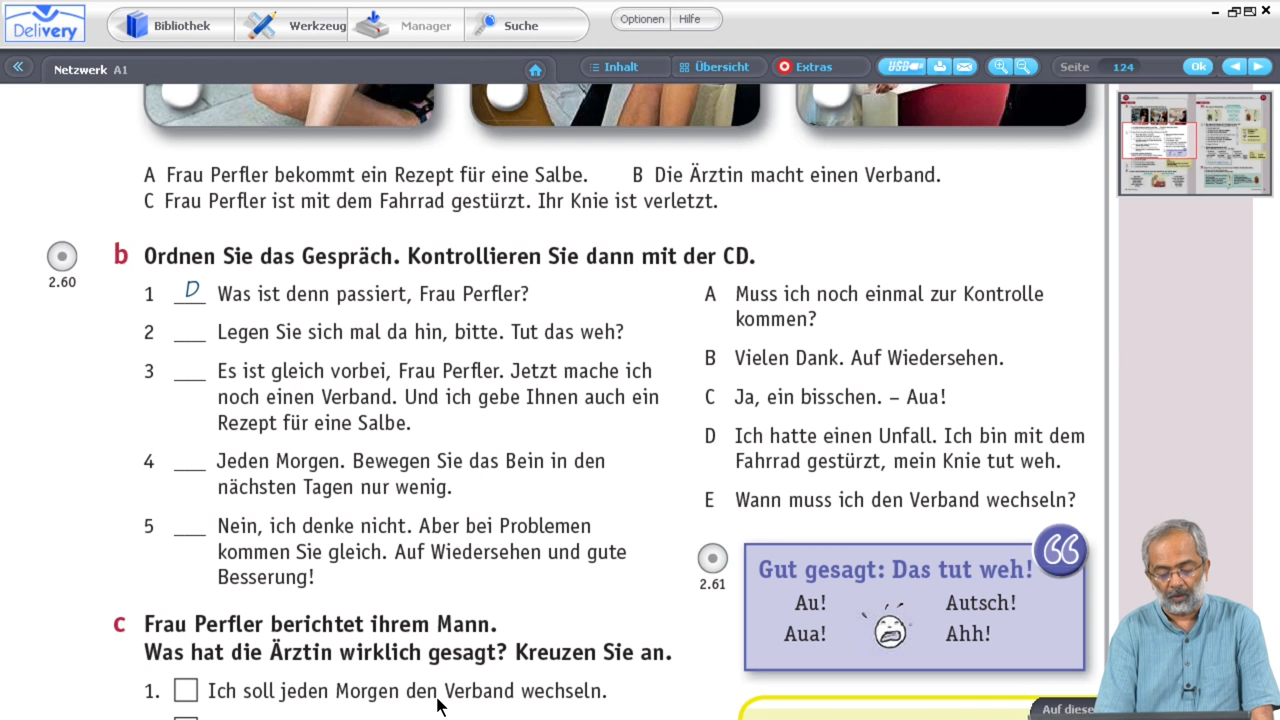 Delivery
Bibliothek
Werkzeug
Manager
Suche
Optionen
Hilfe
Netzwerk A1
Inhalt
Übersicht
Extras
USB
Seite 124 Ok
A Frau Perfler bekommt ein Rezept für eine Salbe. B Die Ärztin macht einen Verband.
C Frau Perfler ist mit dem Fahrrad gestürzt. Ihr Knie ist verletzt.
2.60
b Ordnen Sie das Gespräch. Kontrollieren Sie dann mit der CD.
1 D Was ist denn passiert, Frau Perfler?
2 ___ Legen Sie sich mal da hin, bitte. Tut das weh?
3 ___ Es ist gleich vorbei, Frau Perfler. Jetzt mache ich
noch einen Verband. Und ich gebe Ihnen auch ein
Rezept für eine Salbe.
4 ___ Jeden Morgen. Bewegen Sie das Bein in den
nächsten Tagen nur wenig.
5 ___ Nein, ich denke nicht. Aber bei Problemen
kommen Sie gleich. Auf Wiedersehen und gute
Besserung!
A Muss ich noch einmal zur Kontrolle
kommen?
B Vielen Dank. Auf Wiedersehen.
C Ja, ein bisschen. – Aua!
D Ich hatte einen Unfall. Ich bin mit dem
Fahrrad gestürzt, mein Knie tut weh.
E Wann muss ich den Verband wechseln?
2.61
Gut gesagt: Das tut weh!
Au! Autsch!
Aua! Ahh!
c Frau Perfler berichtet ihrem Mann.
Was hat die Ärztin wirklich gesagt? Kreuzen Sie an.
1. Ich soll jeden Morgen den Verband wechseln.
Auf diese